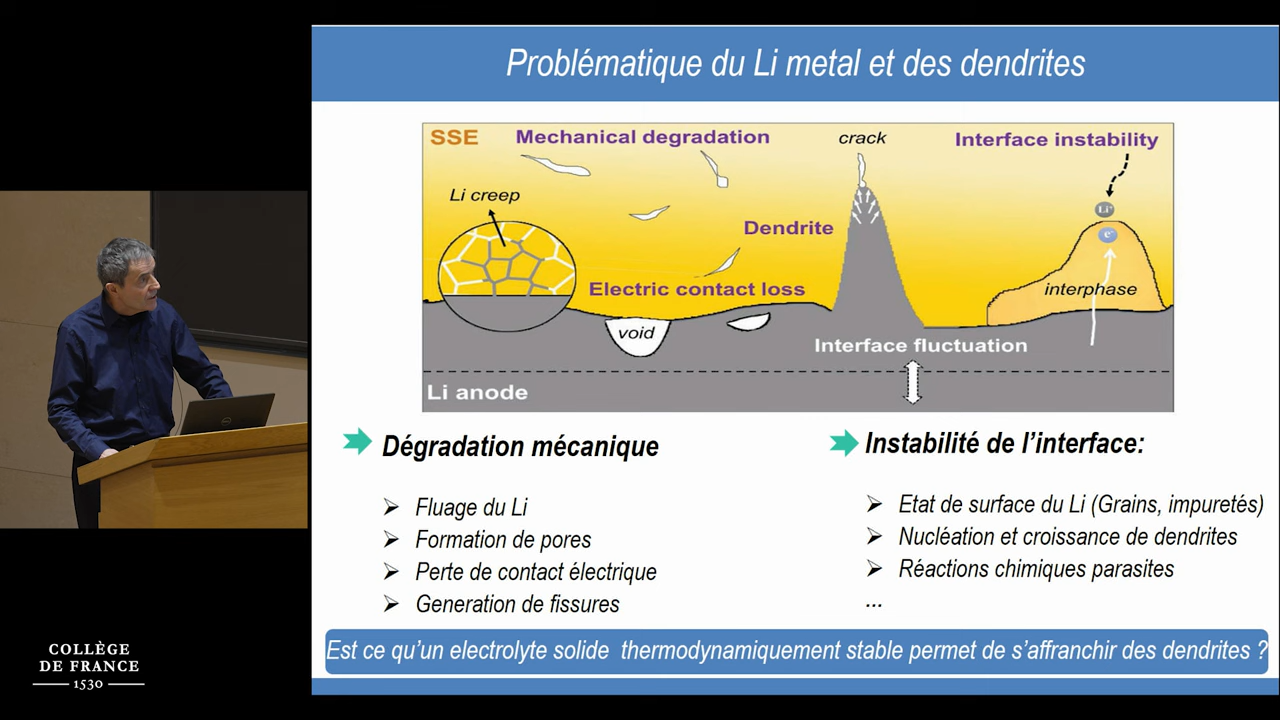 Problématique du Li metal et des dendrites
SSE
Mechanical degradation
crack
Interface instability
Li creep
Li⁺
Dendrite
e⁻
Electric contact loss
interphase
void
Interface fluctuation
Li anode
Dégradation mécanique
Fluage du Li
Formation de pores
Perte de contact électrique
Generation de fissures
Instabilité de l'interface:
Etat de surface du Li (Grains, impuretés)
Nucléation et croissance de dendrites
Réactions chimiques parasites
...
Est ce qu'un electrolyte solide thermodynamiquement stable permet de s'affranchir des dendrites ?
COLLÈGE
DE FRANCE
1530